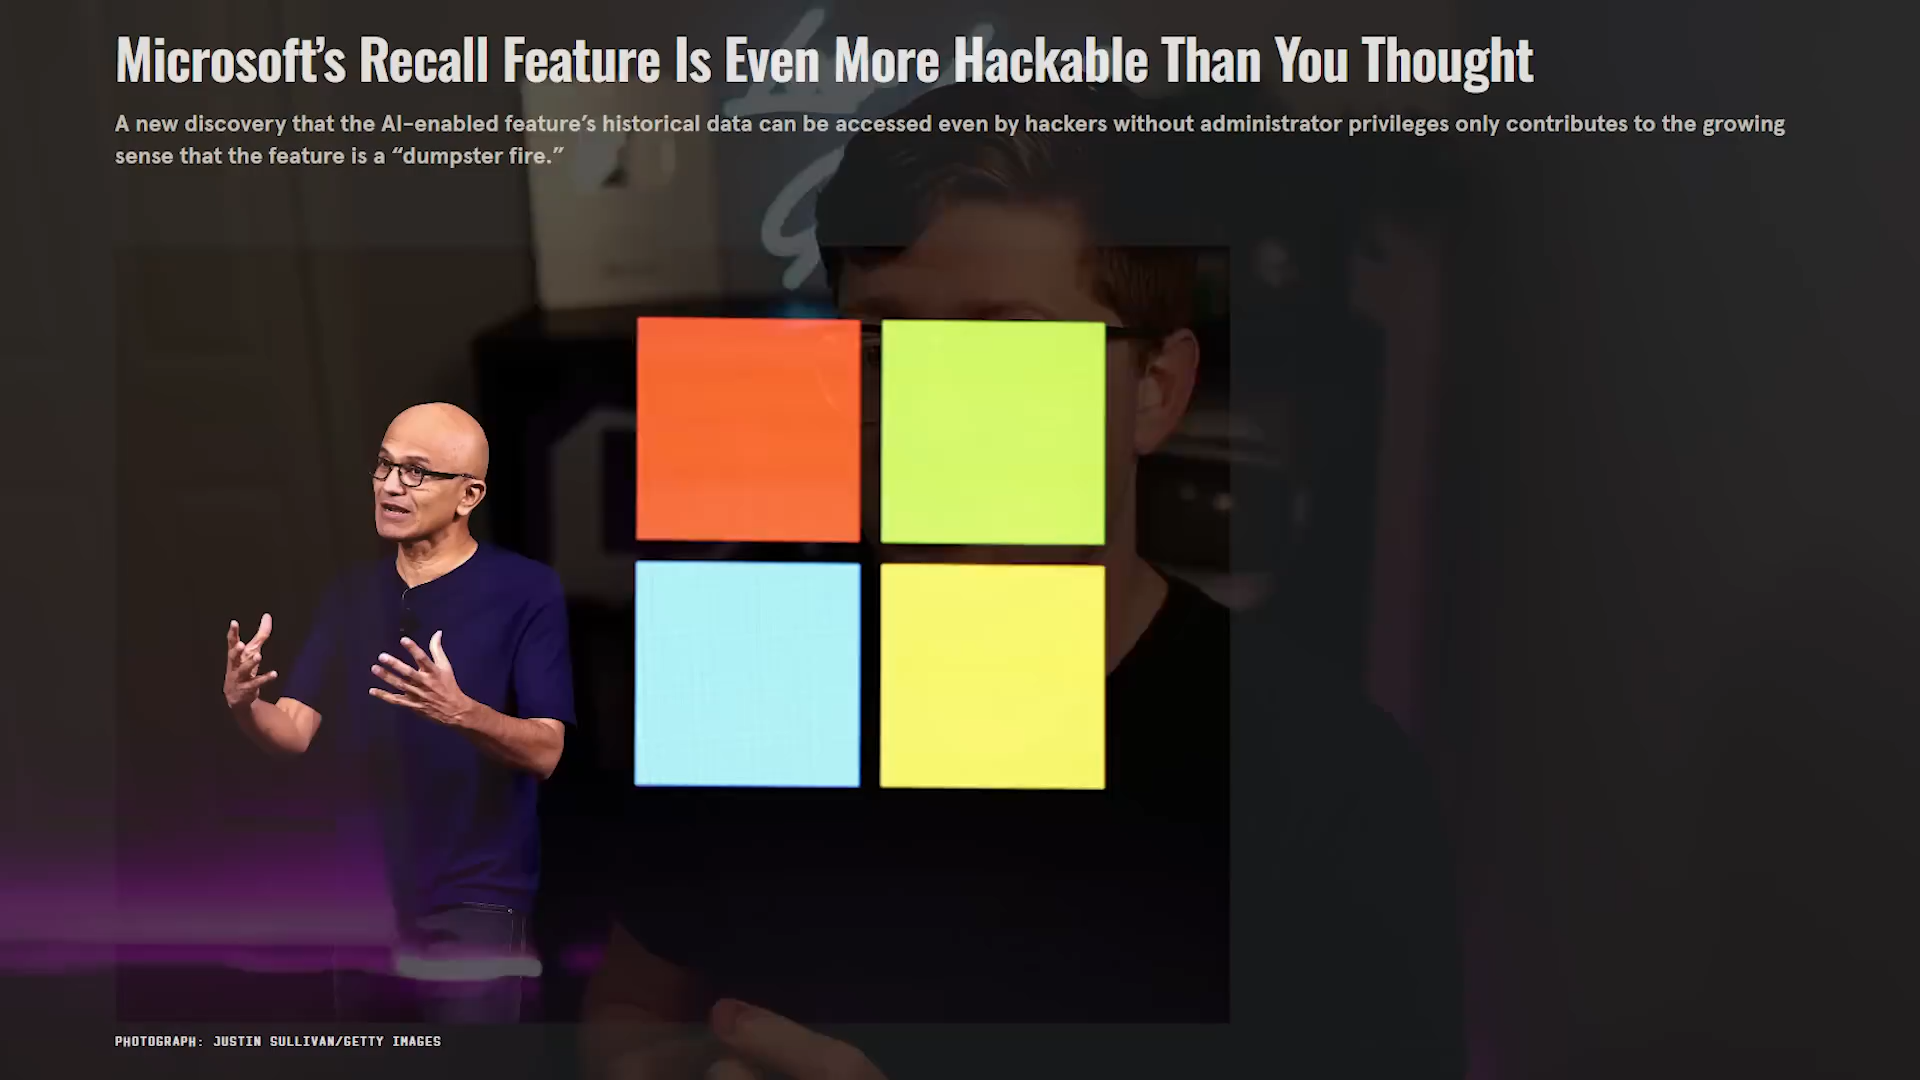 Microsoft’s Recall Feature Is Even More Hackable Than You Thought
A new discovery that the AI-enabled feature’s historical data can be accessed even by hackers without administrator privileges only contributes to the growing
sense that the feature is a “dumpster fire.”
PHOTOGRAPH: JUSTIN SULLIVAN/GETTY IMAGES